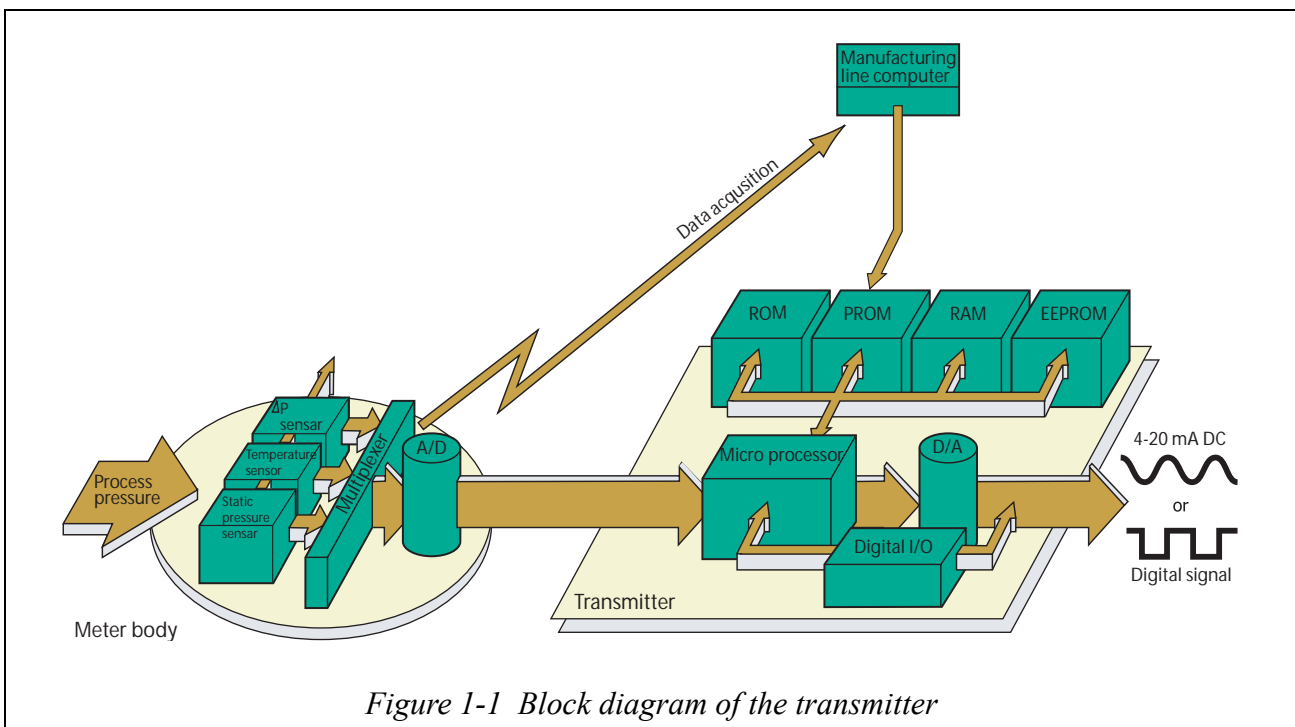 Manufacturing
line computer
Data acqusition
ROM
PROM
RAM
EEPROM
ΔP
sensar
Temperature
sensor
Static
pressure
sensar
Process
pressure
Multiplexer
A/D
Micro processor
D/A
Digital I/O
4-20 mA DC
or
Digital signal
Transmitter
Meter body
Figure 1-1 Block diagram of the transmitter